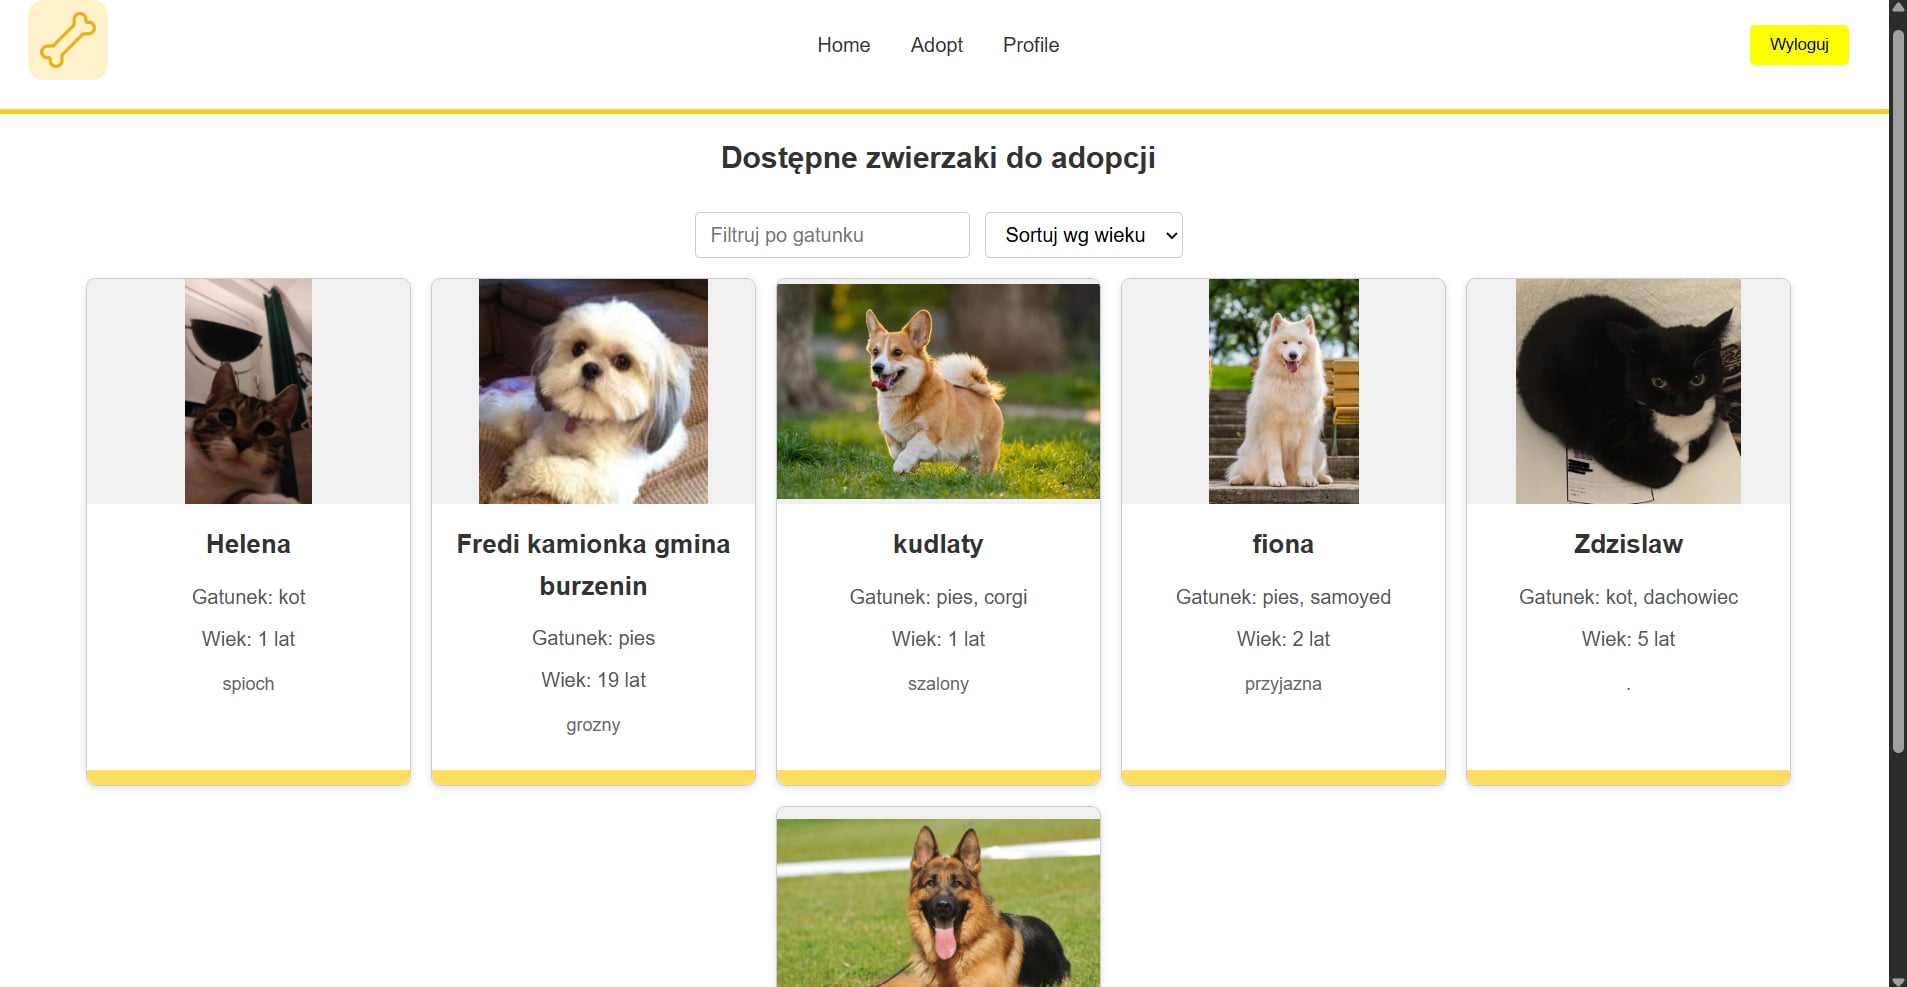 Home Adopt Profile Wyloguj
Dostępne zwierzaki do adopcji
Filtruj po gatunku Sortuj wg wieku
Helena
Gatunek: kot
Wiek: 1 lat
spioch
Fredi kamionka gmina
burzenin
Gatunek: pies
Wiek: 19 lat
grozny
kudlaty
Gatunek: pies, corgi
Wiek: 1 lat
szalony
fiona
Gatunek: pies, samoyed
Wiek: 2 lat
przyjazna
Zdzislaw
Gatunek: kot, dachowiec
Wiek: 5 lat
.